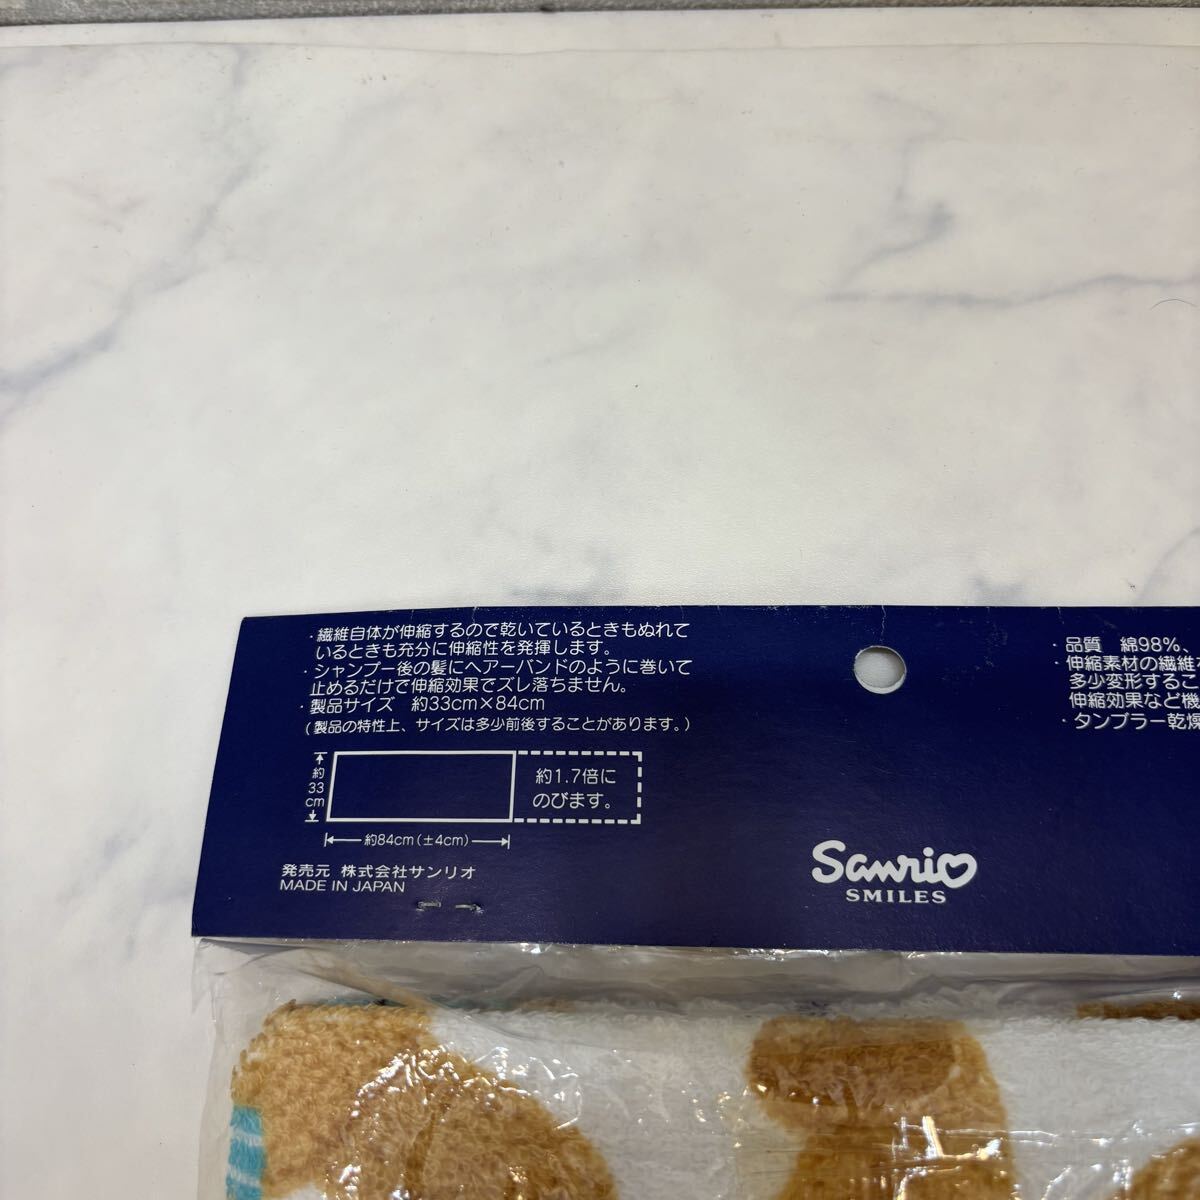 ・繊維自体が伸縮するので乾いているときもぬれて
いるときも充分に伸縮性を発揮します。
・シャンプー後の髪にヘアーバンドのように巻いて
止めるだけで伸縮効果でズレ落ちません。
・製品サイズ 約33cm×84cm
(製品の特性上、サイズは多少前後することがあります。)
約
33
cm
約1.7倍に
のびます。
約84cm(±4cm)
発売元 株式会社サンリオ
MADE IN JAPAN
Sanrio
SMILES
・品質 綿98%、
・伸縮素材の繊維を
多少変形するこ
伸縮効果など機
・タンブラー乾燥